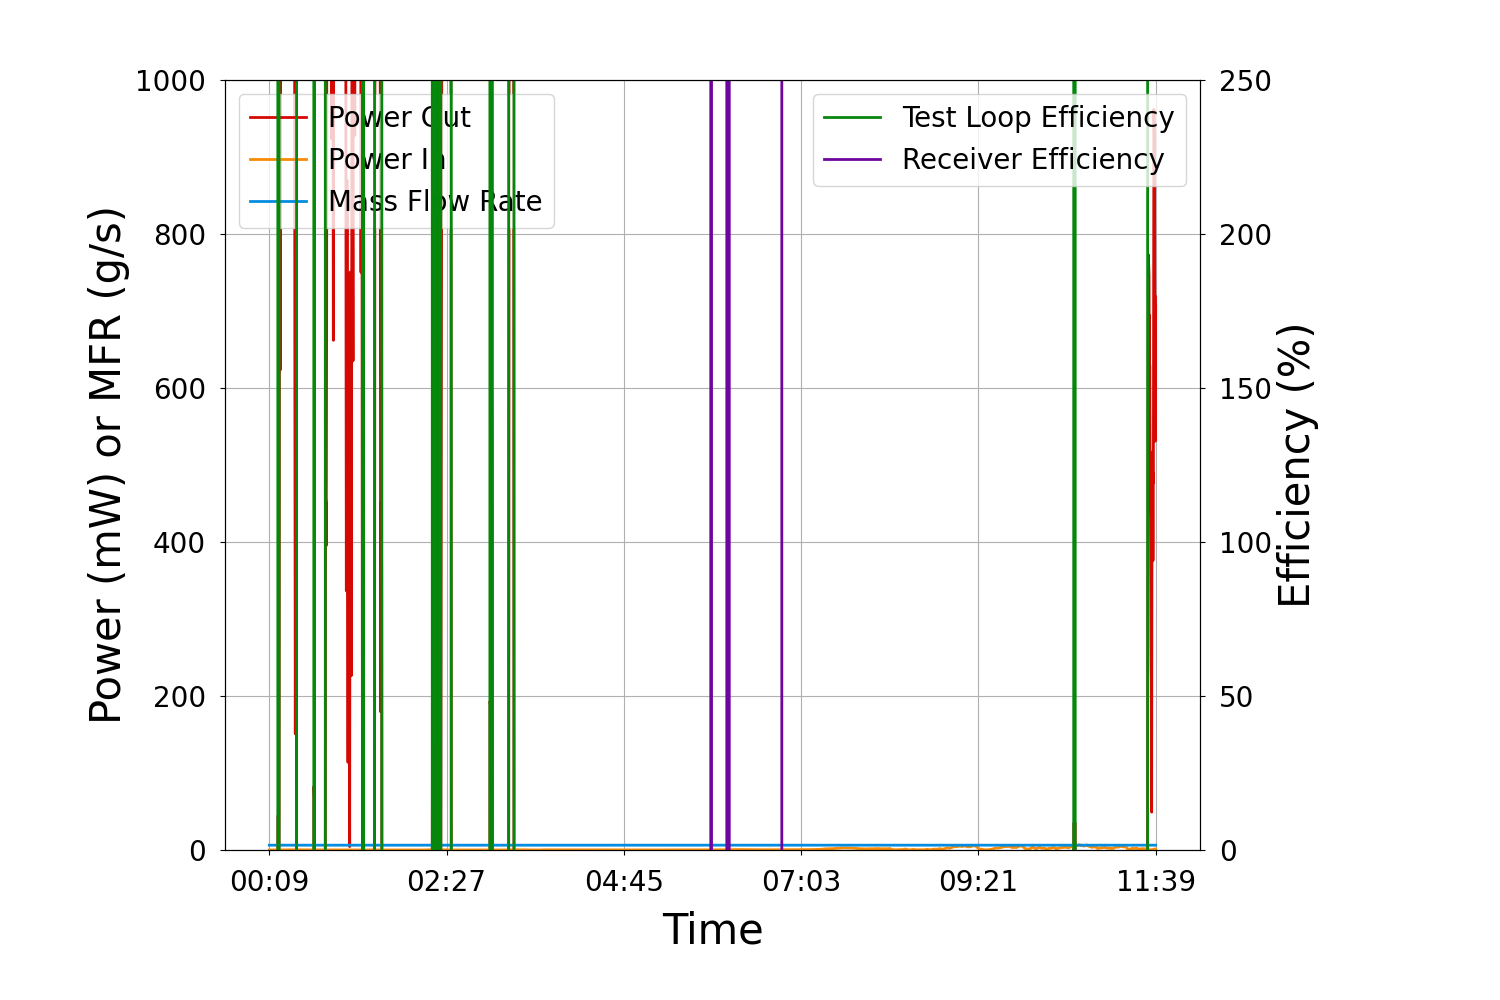 1000
800
600
400
200
0
Power (mW) or MFR (g/s)
Power Out
Power In
Mass Flow Rate
Test Loop Efficiency
Receiver Efficiency
250
200
150
100
50
0
Efficiency (%)
00:09 02:27 04:45 07:03 09:21 11:39
Time